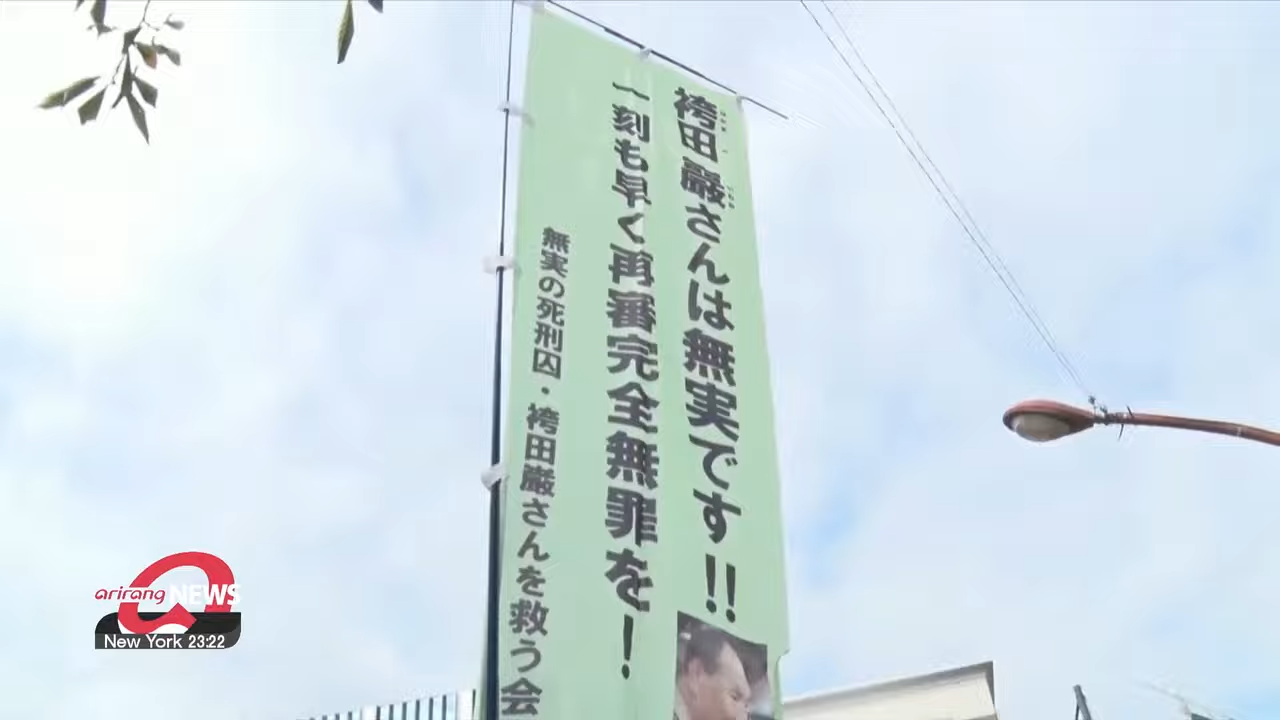 袴田巖さんは無実です!!
一刻も早く再審完全無罪を!
無実の死刑囚・袴田巖さんを救う会
arirang NEWS
New York 23:22